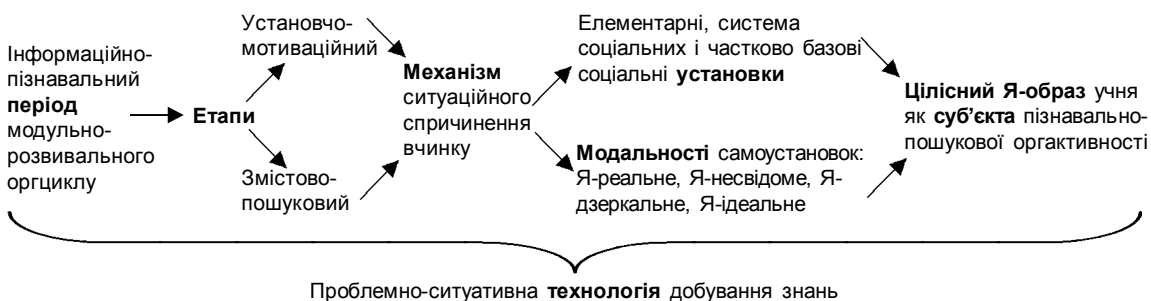 Інформаційно-
пізнавальний
період
модульно-
розвивального
оргциклу
Етапи
Установчо-
мотиваційний
Змістово-
пошуковий
Механізм
ситуаційного
спричинення
вчинку
Елементарні, система
соціальних і частково базові
соціальні установки
Модальності самоустановок:
Я-реальне, Я-несвідоме, Я-
дзеркальне, Я-ідеальне
Цілісний Я-образ учня
як суб’єкта пізнавально-
пошукової оргактивності
Проблемно-ситуативна технологія добування знань